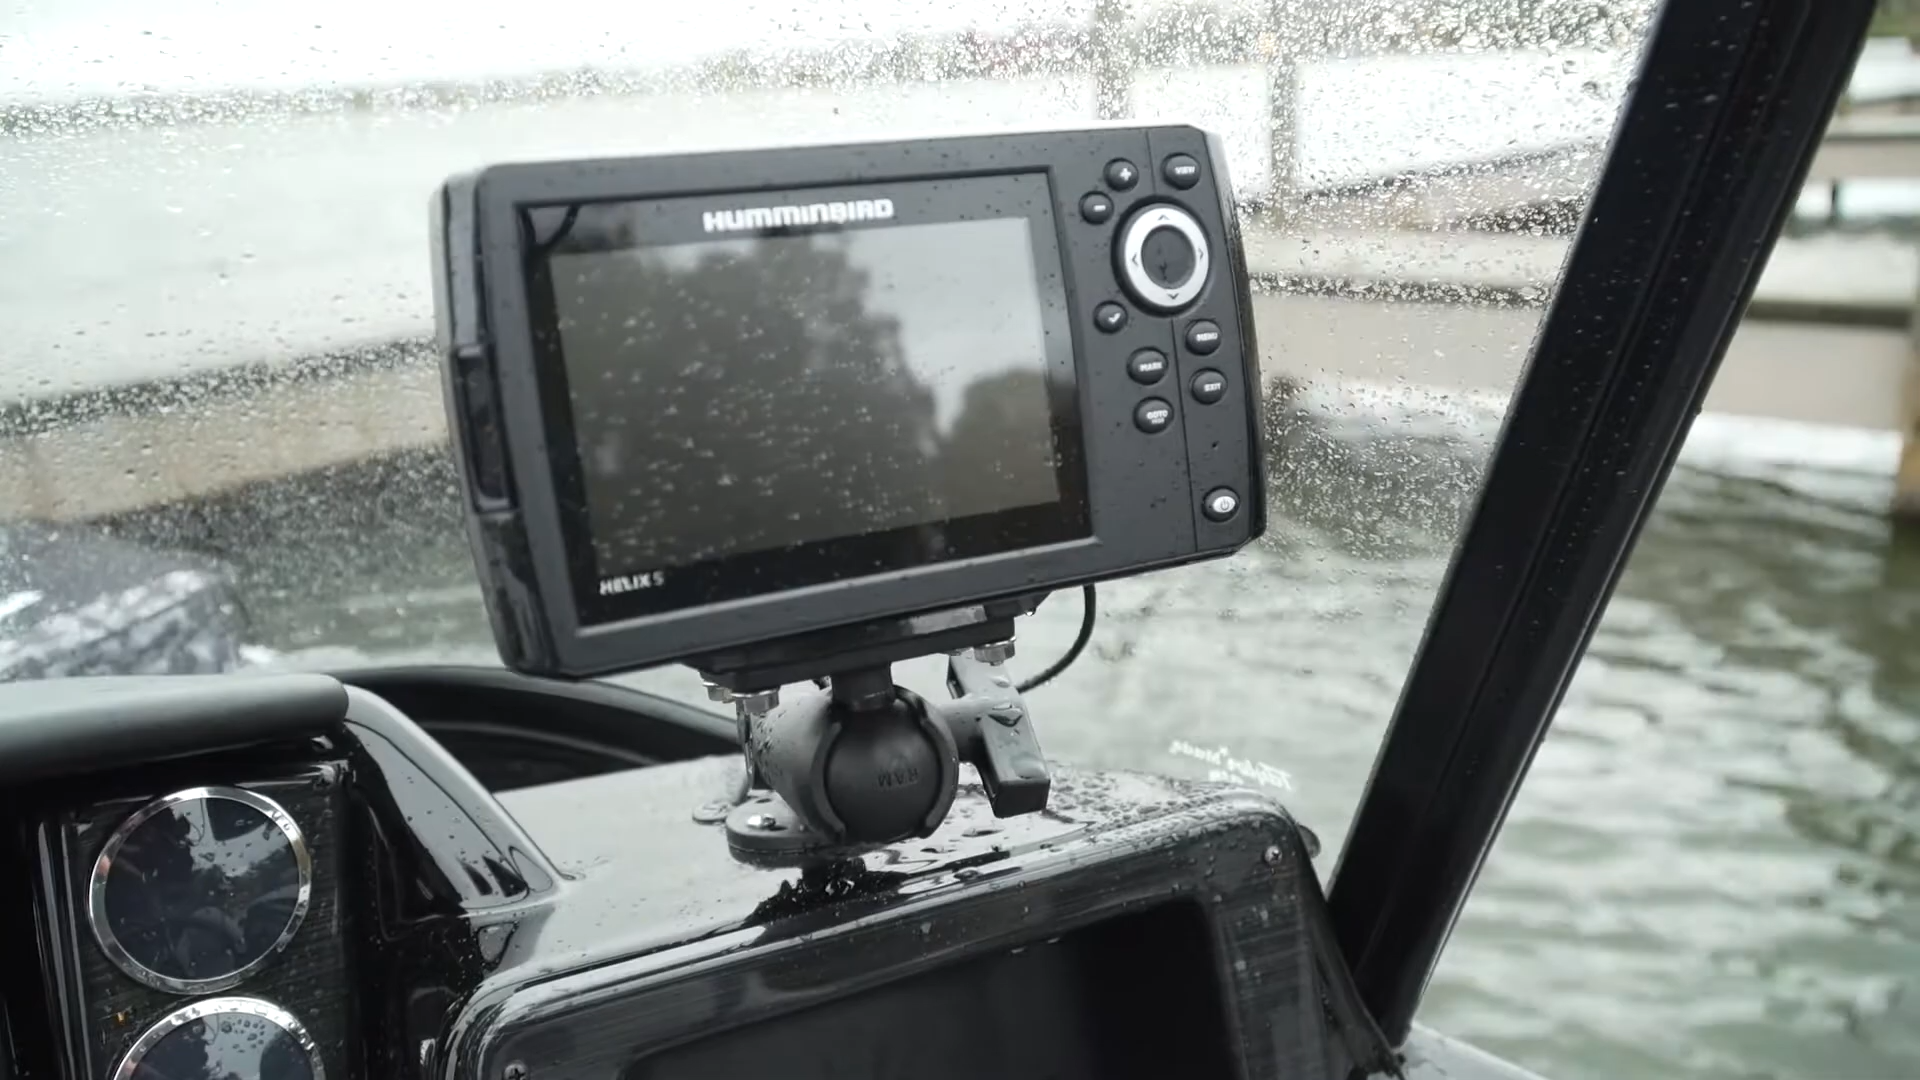 HUMMINBIRD
+
VIEW
-
MENU
MARK
EXIT
GOTO
HELIX 5
RAM